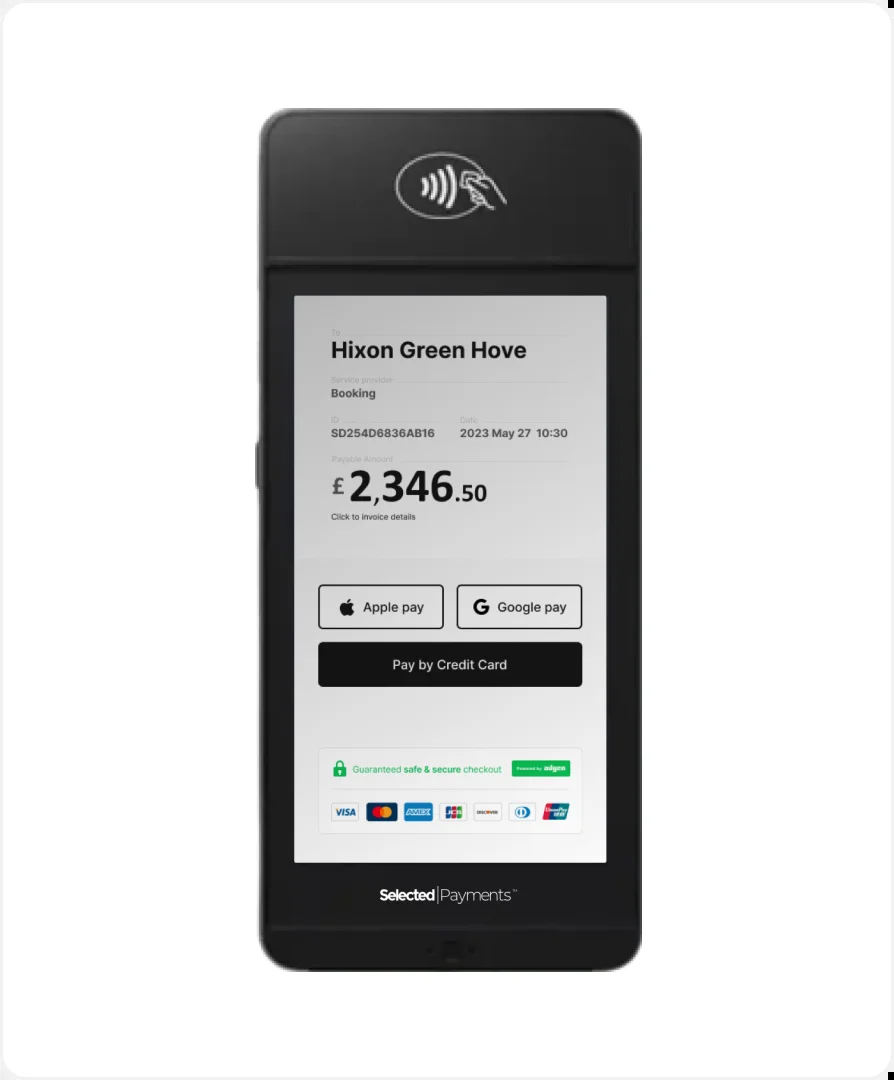 To
Hixon Green Hove
Service provider
Booking
ID Date
SD254D6836AB16 2023 May 27 10:30
Payable Amount
£2,346.50
Click to invoice details
Apple pay Google pay
Pay by Credit Card
Guaranteed safe & secure checkout Powered by adyen
VISA AMEX JCB DISCOVER UnionPay
Selected|Payments™